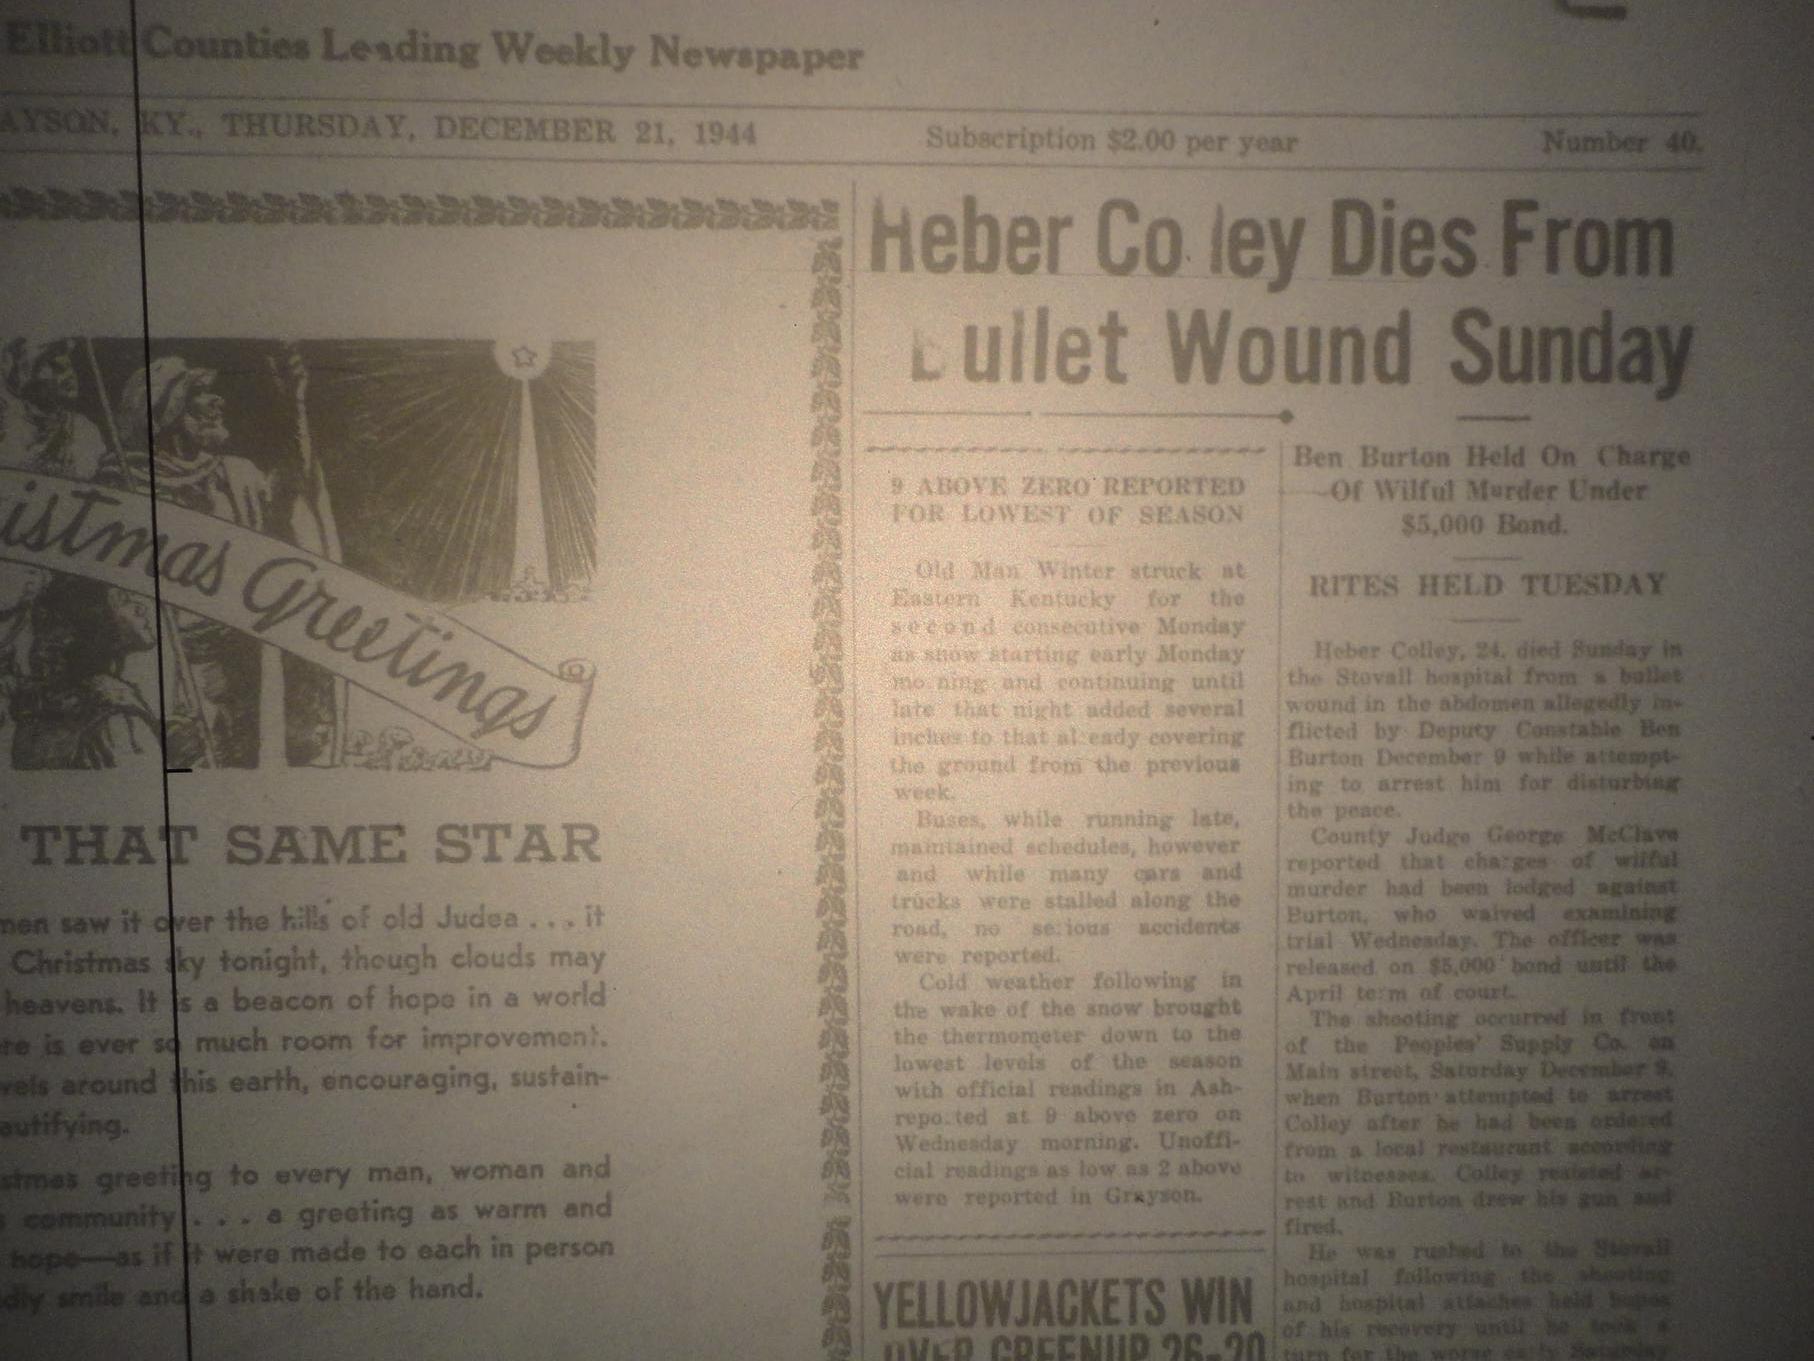 Elliott Counties Leading Weekly Newspaper
AYSON, KY., THURSDAY, DECEMBER 21, 1944 Subscription $2.00 per year Number 40.
istmas Greetings
THAT SAME STAR
men saw it over the hills of old Judea . . . it
Christmas sky tonight, though clouds may
heavens. It is a beacon of hope in a world
re is ever so much room for improvement.
vels around this earth, encouraging, sustain-
autifying.
stmas greeting to every man, woman and
s community . . . a greeting as warm and
hope—as if it were made to each in person
dly smile and a shake of the hand.
Heber Co ley Dies From
Bullet Wound Sunday
9 ABOVE ZERO REPORTED
FOR LOWEST OF SEASON
Old Man Winter struck at
Eastern Kentucky for the
second consecutive Monday
as snow starting early Monday
mo ning and continuing until
late that night added several
inches to that al eady covering
the ground from the previous
week.
Buses, while running late,
maintained schedules, however
and while many cars and
trucks were stalled along the
road, no se ious accidents
were reported.
Cold weather following in
the wake of the snow brought
the thermometer down to the
lowest levels of the season
with official readings in Ash-
repo.ted at 9 above zero on
Wednesday morning. Unoffi-
cial readings as low as 2 above
were reported in Grayson.
YELLOWJACKETS WIN
OVER GREENUP 26-20
Ben Burton Held On Charge
Of Wilful Murder Under
$5,000 Bond.
RITES HELD TUESDAY
Heber Colley, 24, died Sunday in
the Stovall hospital from a bullet
wound in the abdomen allegedly in-
flicted by Deputy Constable Ben
Burton December 9 while attempt-
ing to arrest him for disturbing
the peace.
County Judge George McClave
reported that charges of wilful
murder had been lodged against
Burton, who waived examining
trial Wednesday. The officer was
released on $5,000 bond until the
April term of court.
The shooting occurred in front
of the Peoples' Supply Co. on
Main street, Saturday December 9,
when Burton attempted to arrest
Colley after he had been ordered
from a local restaurant according
to witnesses. Colley resisted ar-
rest and Burton drew his gun and
fired.
He was rushed to the Stovall
hospital following the shooting
and hospital attaches held hopes
of his recovery until he took a
turn for the worse early Saturday